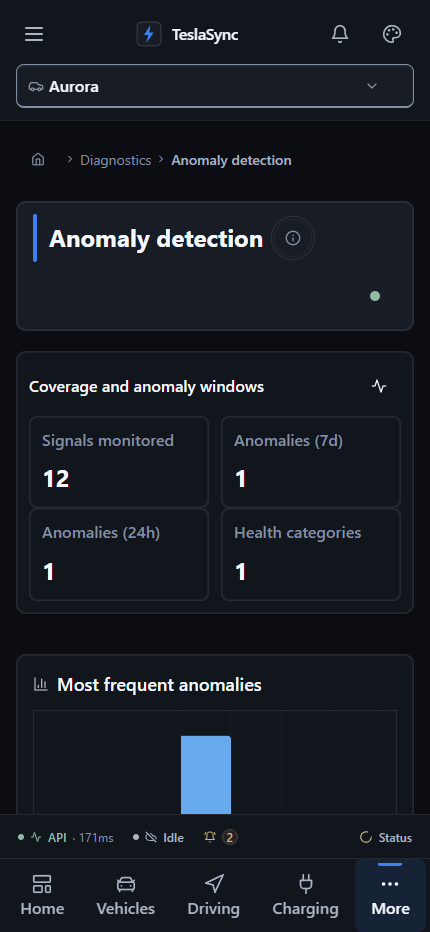 TeslaSync
Aurora
Diagnostics
Anomaly detection
Anomaly detection
Coverage and anomaly windows
Signals monitored
12
Anomalies (7d)
1
Anomalies (24h)
1
Health categories
1
Most frequent anomalies
API · 171ms
Idle
2
Status
Home
Vehicles
Driving
Charging
More